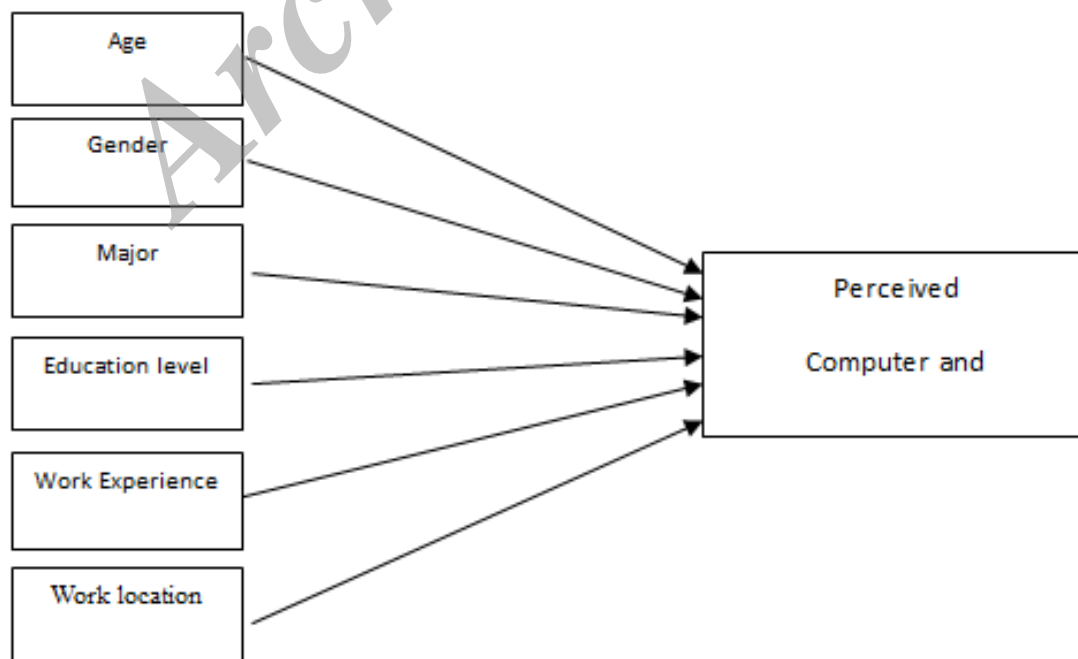 Age
Gender
Major
Education level
Work Experience
Work location
Perceived
Computer and